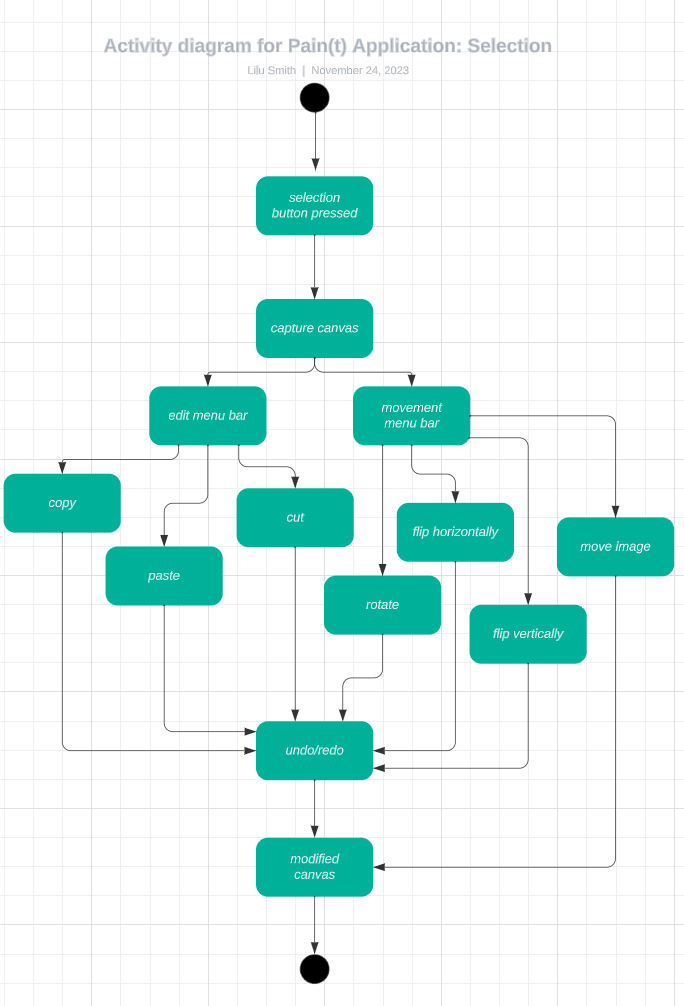 Activity diagram for Pain(t) Application: Selection
Lilu Smith | November 24, 2023
selection
button pressed
capture canvas
edit menu bar
movement
menu bar
copy
cut
flip horizontally
move image
paste
rotate
flip vertically
undo/redo
modified
canvas